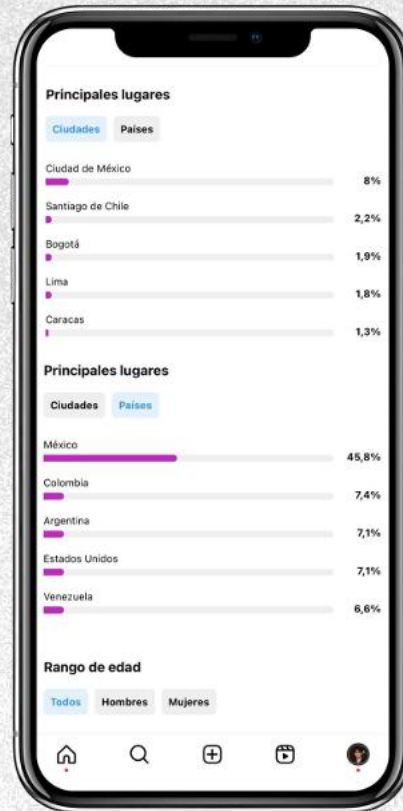 Principales lugares
Ciudades Países
Ciudad de México
8%
Santiago de Chile
2,2%
Bogotá
1,9%
Lima
1,8%
Caracas
1,3%
Principales lugares
Ciudades Países
México
45,8%
Colombia
7,4%
Argentina
7,1%
Estados Unidos
7,1%
Venezuela
6,6%
Rango de edad
Todos Hombres Mujeres